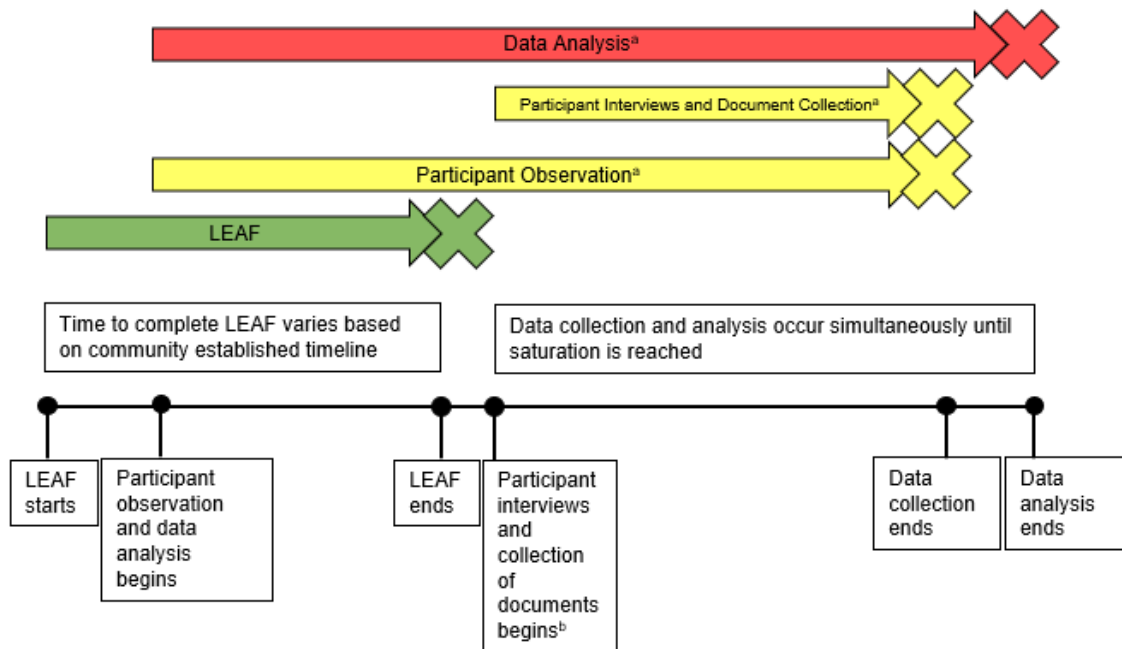 Data Analysisᵃ
Participant Interviews and Document Collectionᵃ
Participant Observationᵃ
LEAF
Time to complete LEAF varies based
on community established timeline
Data collection and analysis occur simultaneously until
saturation is reached
LEAF
starts
Participant
observation
and data
analysis
begins
LEAF
ends
Participant
interviews
and
collection
of
documents
beginsᵇ
Data
collection
ends
Data
analysis
ends